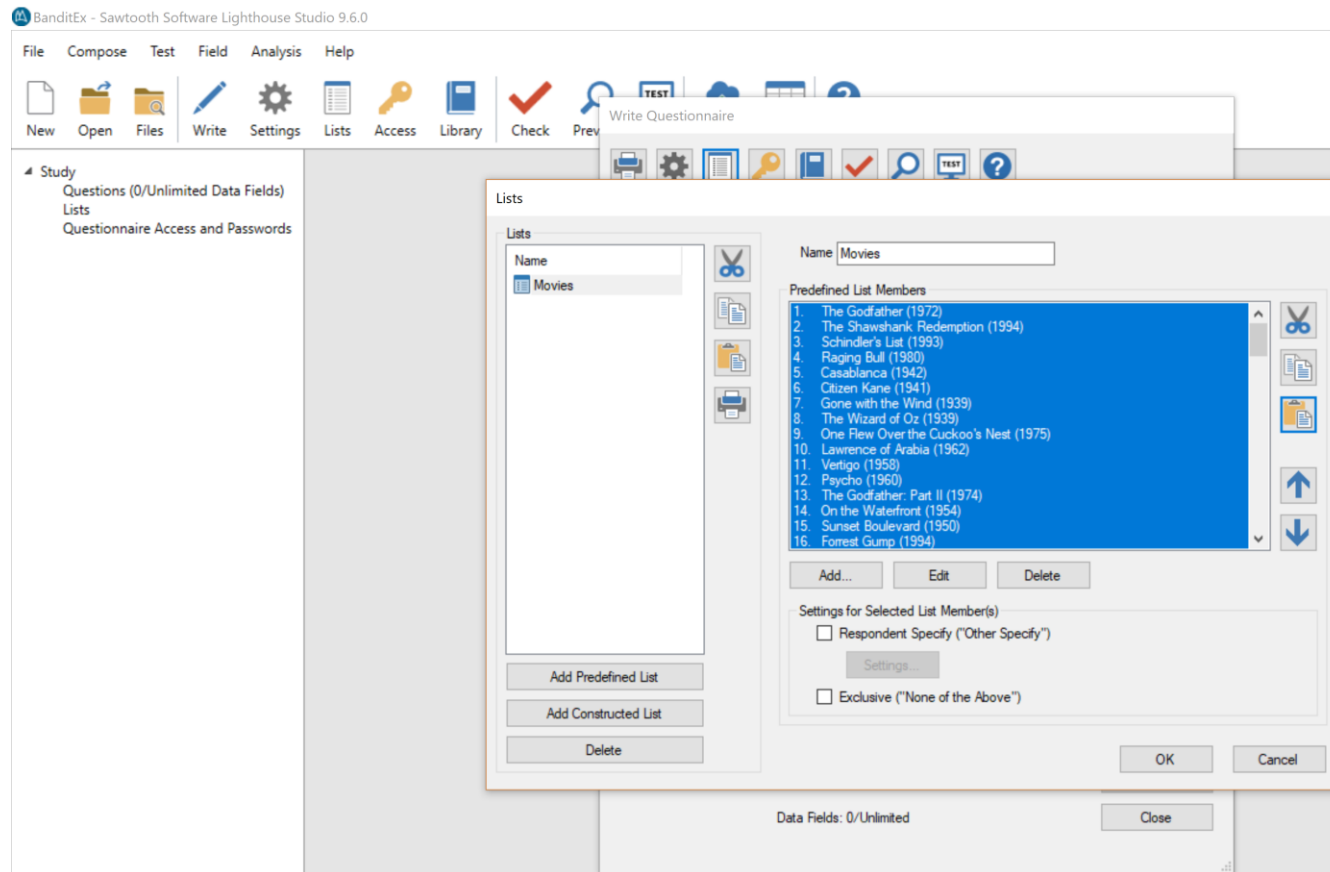 BanditEx - Sawtooth Software Lighthouse Studio 9.6.0
File Compose Test Field Analysis Help
TEST
New Open Files Write Settings Lists Access Library Check Prev
Write Questionnaire
TEST
Study
Questions (0/Unlimited Data Fields)
Lists
Questionnaire Access and Passwords
Lists
Lists
Name
Movies
Add Predefined List
Add Constructed List
Delete
Name Movies
Predefined List Members
1. The Godfather (1972)
2. The Shawshank Redemption (1994)
3. Schindler's List (1993)
4. Raging Bull (1980)
5. Casablanca (1942)
6. Citizen Kane (1941)
7. Gone with the Wind (1939)
8. The Wizard of Oz (1939)
9. One Flew Over the Cuckoo's Nest (1975)
10. Lawrence of Arabia (1962)
11. Vertigo (1958)
12. Psycho (1960)
13. The Godfather: Part II (1974)
14. On the Waterfront (1954)
15. Sunset Boulevard (1950)
16. Forrest Gump (1994)
Add... Edit Delete
Settings for Selected List Member(s)
Respondent Specify ("Other Specify")
Settings...
Exclusive ("None of the Above")
OK Cancel
Data Fields: 0/Unlimited Close